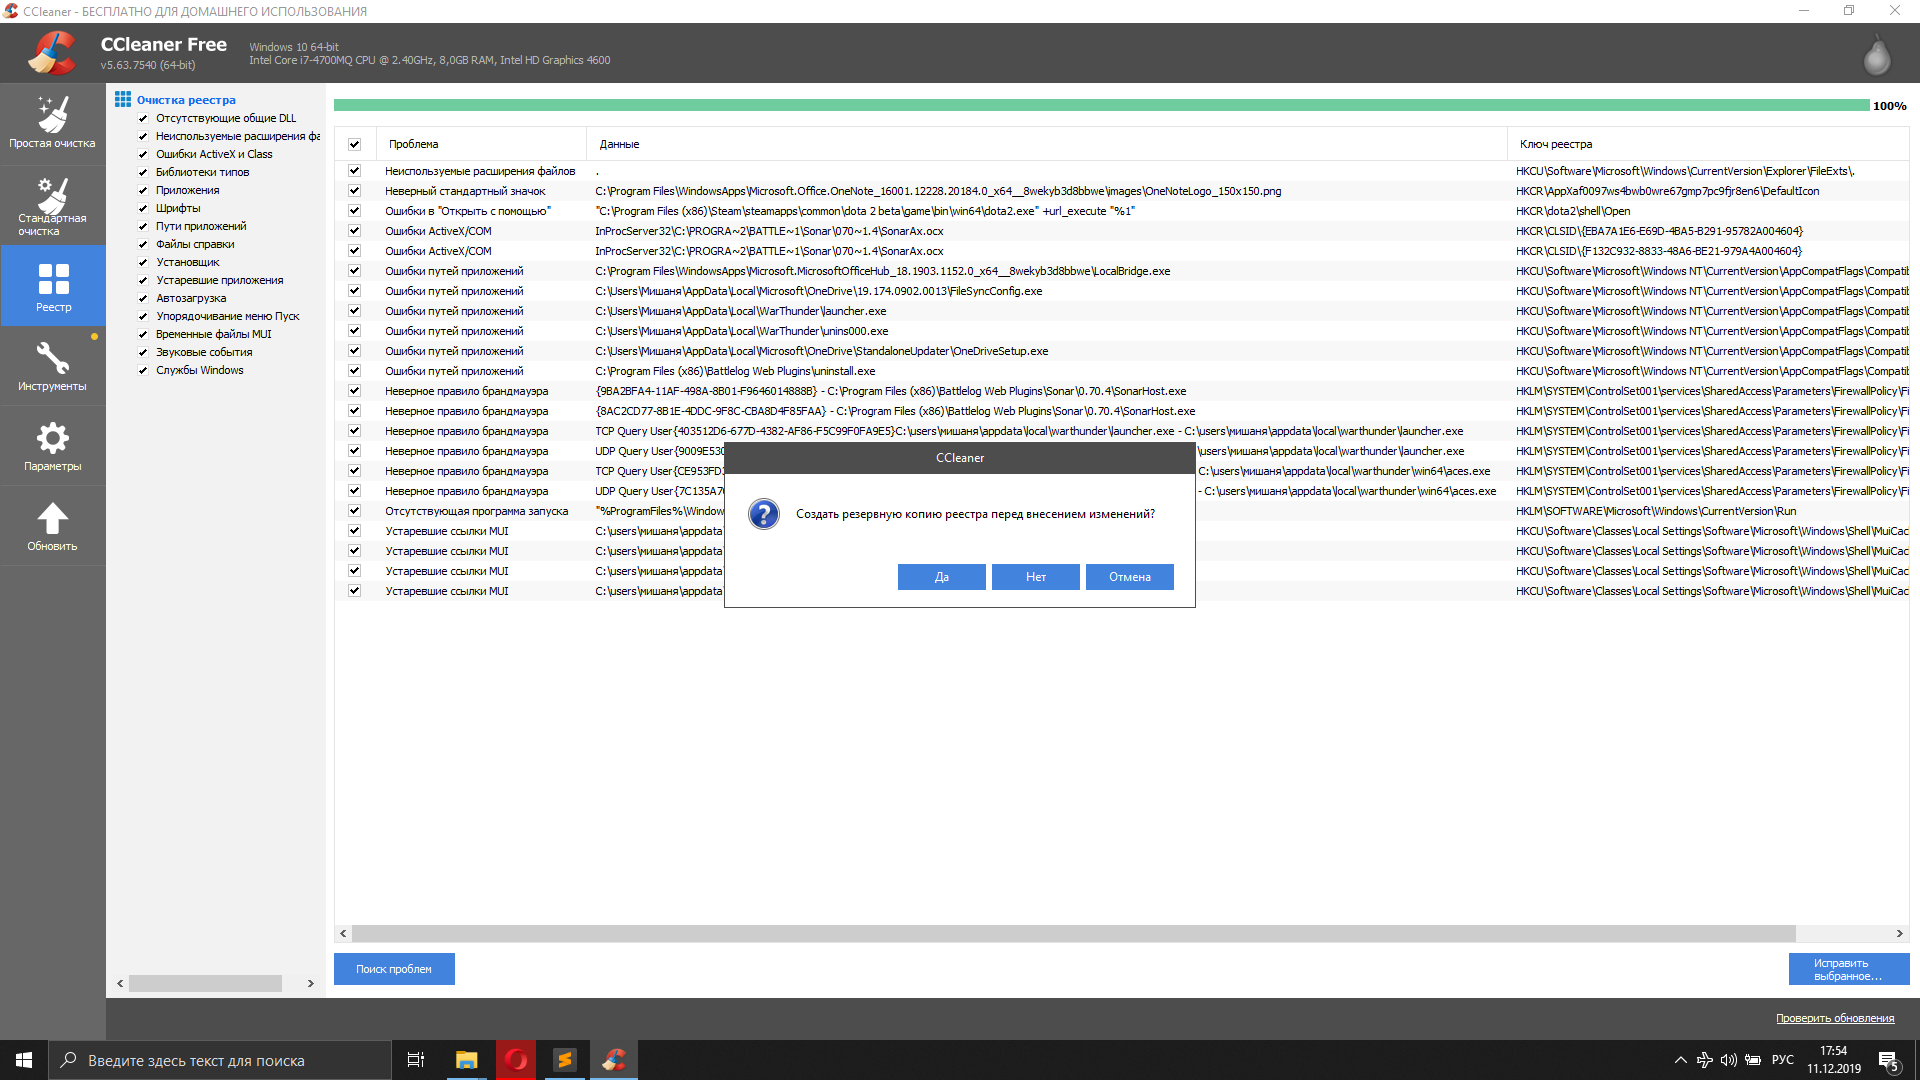 CCleaner - БЕСПЛАТНО ДЛЯ ДОМАШНЕГО ИСПОЛЬЗОВАНИЯ
CCleaner Free
v5.63.7540 (64-bit)
Windows 10 64-bit
Intel Core i7-4700MQ CPU @ 2.40GHz, 8,0GB RAM, Intel HD Graphics 4600
Простая очистка
Стандартная
очистка
Реестр
Инструменты
Параметры
Обновить
Очистка реестра
Отсутствующие общие DLL
Неиспользуемые расширения фа
Ошибки ActiveX и Class
Библиотеки типов
Приложения
Шрифты
Пути приложений
Файлы справки
Установщик
Устаревшие приложения
Автозагрузка
Упорядочивание меню Пуск
Временные файлы MUI
Звуковые события
Службы Windows
100%
Проблема Данные Ключ реестра
Неиспользуемые расширения файлов . HKCU\Software\Microsoft\Windows\CurrentVersion\Explorer\FileExts\.
Неверный стандартный значок C:\Program Files\WindowsApps\Microsoft.Office.OneNote_16001.12228.20184.0_x64__8wekyb3d8bbwe\images\OneNoteLogo_150x150.png HKCR\AppXaf0097ws4bwb0wre67gmp7pc9fjr8en6\DefaultIcon
Ошибки в "Открыть с помощью" "C:\Program Files (x86)\Steam\steamapps\common\dota 2 beta\game\bin\win64\dota2.exe" +url_execute "%1" HKCR\dota2\shell\Open
Ошибки ActiveX/COM InProcServer32\C:\PROGRA~2\BATTLE~1\Sonar\070~1.4\SonarAx.ocx HKCR\CLSID\{EBA7A1E6-E69D-4BA5-B291-95782A004604}
Ошибки ActiveX/COM InProcServer32\C:\PROGRA~2\BATTLE~1\Sonar\070~1.4\SonarAx.ocx HKCR\CLSID\{F132C932-8833-48A6-BE21-979A4A004604}
Ошибки путей приложений C:\Program Files\WindowsApps\Microsoft.MicrosoftOfficeHub_18.1903.1152.0_x64__8wekyb3d8bbwe\LocalBridge.exe HKCU\Software\Microsoft\Windows NT\CurrentVersion\AppCompatFlags\Compatib
Ошибки путей приложений C:\Users\Мишаня\AppData\Local\Microsoft\OneDrive\19.174.0902.0013\FileSyncConfig.exe HKCU\Software\Microsoft\Windows NT\CurrentVersion\AppCompatFlags\Compatib
Ошибки путей приложений C:\Users\Мишаня\AppData\Local\WarThunder\launcher.exe HKCU\Software\Microsoft\Windows NT\CurrentVersion\AppCompatFlags\Compatib
Ошибки путей приложений C:\Users\Мишаня\AppData\Local\WarThunder\unins000.exe HKCU\Software\Microsoft\Windows NT\CurrentVersion\AppCompatFlags\Compatib
Ошибки путей приложений C:\Users\Мишаня\AppData\Local\Microsoft\OneDrive\StandaloneUpdater\OneDriveSetup.exe HKCU\Software\Microsoft\Windows NT\CurrentVersion\AppCompatFlags\Compatib
Ошибки путей приложений C:\Program Files (x86)\Battlelog Web Plugins\uninstall.exe HKCU\Software\Microsoft\Windows NT\CurrentVersion\AppCompatFlags\Compatib
Неверное правило брандмауэра {9BA2BFA4-11AF-498A-8B01-F9646014888B} - C:\Program Files (x86)\Battlelog Web Plugins\Sonar\0.70.4\SonarHost.exe HKLM\SYSTEM\ControlSet001\services\SharedAccess\Parameters\FirewallPolicy\Fi
Неверное правило брандмауэра {8AC2CD77-8B1E-4DDC-9F8C-CBA8D4F85FAA} - C:\Program Files (x86)\Battlelog Web Plugins\Sonar\0.70.4\SonarHost.exe HKLM\SYSTEM\ControlSet001\services\SharedAccess\Parameters\FirewallPolicy\Fi
Неверное правило брандмауэра TCP Query User{403512D6-677D-4382-AF86-F5C99F0FA9E5}C:\users\мишаня\appdata\local\warthunder\launcher.exe - C:\users\мишаня\appdata\local\warthunder\launcher.exe HKLM\SYSTEM\ControlSet001\services\SharedAccess\Parameters\FirewallPolicy\Fi
Неверное правило брандмауэра UDP Query User{9009E530 \users\мишаня\appdata\local\warthunder\launcher.exe HKLM\SYSTEM\ControlSet001\services\SharedAccess\Parameters\FirewallPolicy\Fi
Неверное правило брандмауэра TCP Query User{CE953FD C:\users\мишаня\appdata\local\warthunder\win64\aces.exe HKLM\SYSTEM\ControlSet001\services\SharedAccess\Parameters\FirewallPolicy\Fi
Неверное правило брандмауэра UDP Query User{7C135A7 - C:\users\мишаня\appdata\local\warthunder\win64\aces.exe HKLM\SYSTEM\ControlSet001\services\SharedAccess\Parameters\FirewallPolicy\Fi
Отсутствующая программа запуска "%ProgramFiles%\Window HKLM\SOFTWARE\Microsoft\Windows\CurrentVersion\Run
Устаревшие ссылки MUI C:\users\мишаня\appdata\ HKCU\Software\Classes\Local Settings\Software\Microsoft\Windows\Shell\MuiCac
Устаревшие ссылки MUI C:\users\мишаня\appdata\ HKCU\Software\Classes\Local Settings\Software\Microsoft\Windows\Shell\MuiCac
Устаревшие ссылки MUI C:\users\мишаня\appdata\ HKCU\Software\Classes\Local Settings\Software\Microsoft\Windows\Shell\MuiCac
Устаревшие ссылки MUI C:\users\мишаня\appdata\ HKCU\Software\Classes\Local Settings\Software\Microsoft\Windows\Shell\MuiCac
CCleaner
Создать резервную копию реестра перед внесением изменений?
Да Нет Отмена
Поиск проблем
Исправить
выбранное...
Проверить обновления
Введите здесь текст для поиска
РУС
17:54
11.12.2019
5